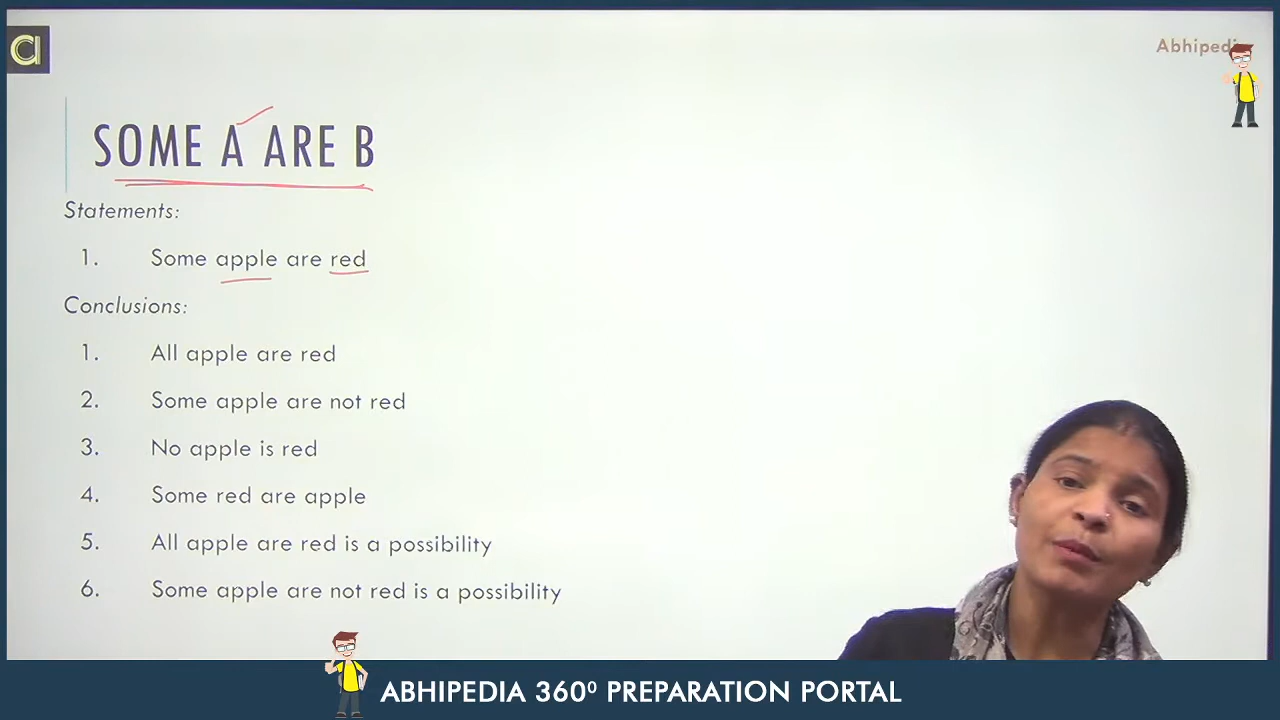 Abhipedi
SOME A ARE B
Statements:
1. Some apple are red
Conclusions:
1. All apple are red
2. Some apple are not red
3. No apple is red
4. Some red are apple
5. All apple are red is a possibility
6. Some apple are not red is a possibility
ABHIPEDIA 360⁰ PREPARATION PORTAL